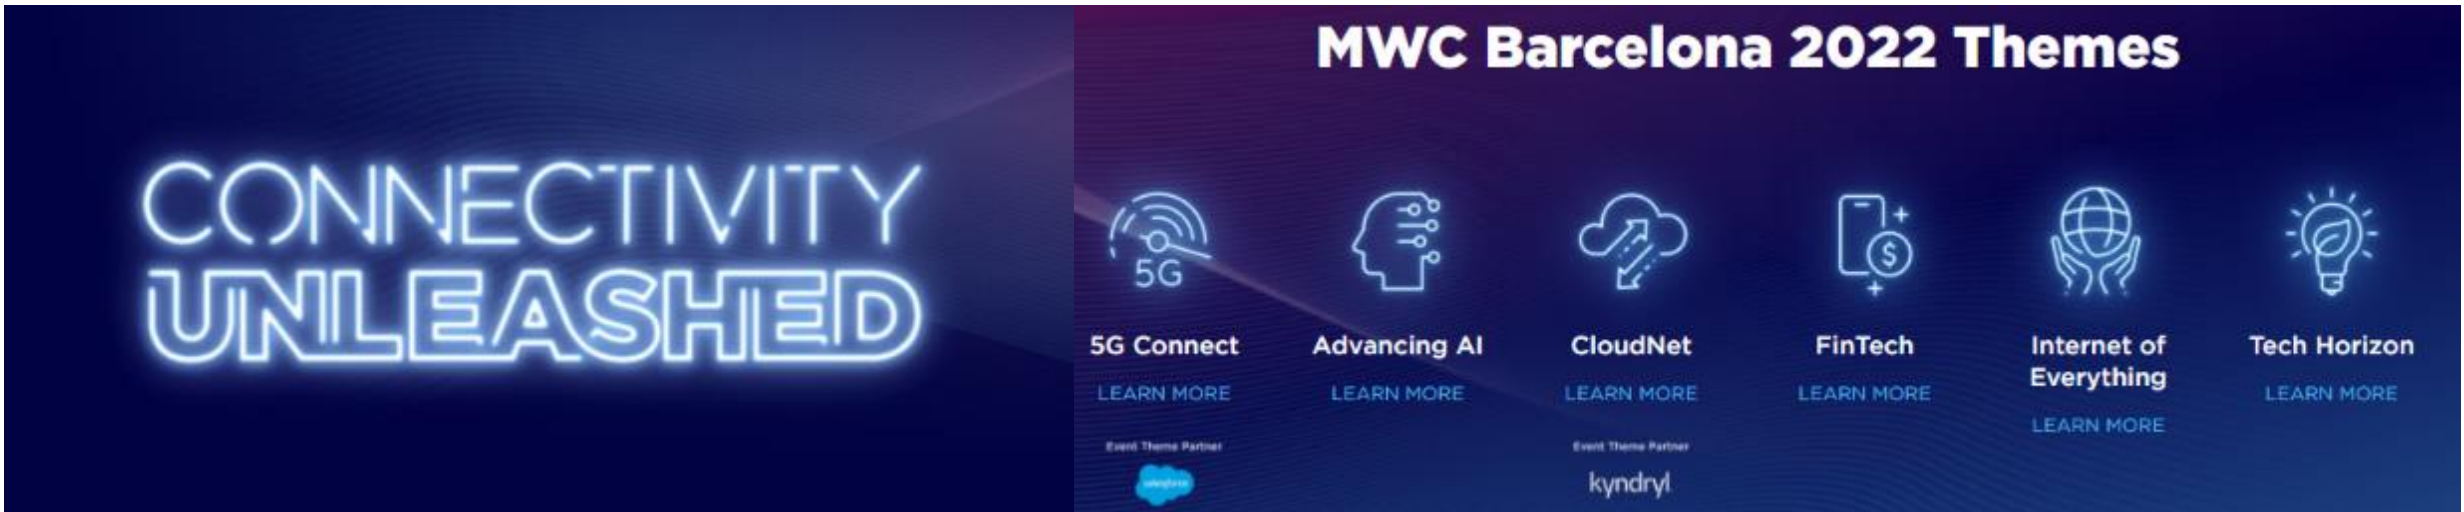 CONNECTIVITY
UNLEASHED
MWC Barcelona 2022 Themes
5G
$
5G Connect
LEARN MORE
Event Theme Partner
salesforce
Advancing AI
LEARN MORE
CloudNet
LEARN MORE
Event Theme Partner
kyndryl
FinTech
LEARN MORE
Internet of
Everything
LEARN MORE
Tech Horizon
LEARN MORE